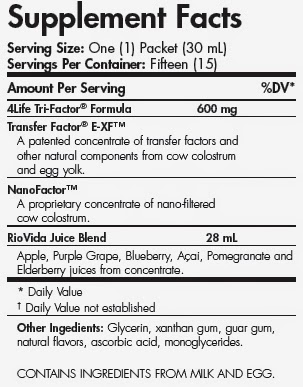 Supplement Facts
Serving Size: One (1) Packet (30 mL)
Servings Per Container: Fifteen (15)
Amount Per Serving %DV*
4Life Tri-Factor® Formula 600 mg
Transfer Factor® E-XF™
A patented concentrate of transfer factors and
other natural components from cow colostrum
and egg yolk.
NanoFactor™
A proprietary concentrate of nano-filtered
cow colostrum.
RioVida Juice Blend 28 mL
Apple, Purple Grape, Blueberry, Açai, Pomegranate and
Elderberry juices from concentrate.
* Daily Value
† Daily Value not established
Other Ingredients: Glycerin, xanthan gum, guar gum,
natural flavors, ascorbic acid, monoglycerides.
CONTAINS INGREDIENTS FROM MILK AND EGG.